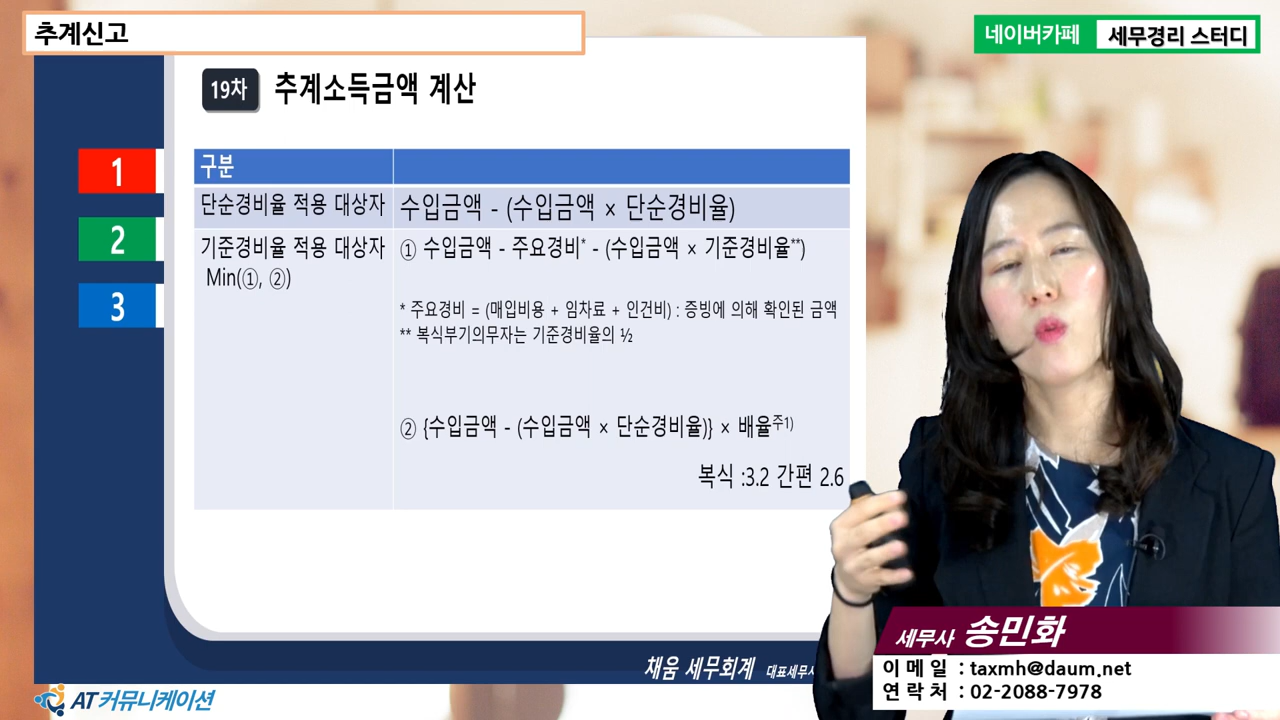 추계신고
네이버카페 세무경리 스터디
19차 추계소득금액 계산
1
2
3
구분
단순경비율 적용 대상자 수입금액 - (수입금액 × 단순경비율)
기준경비율 적용 대상자 ① 수입금액 - 주요경비* - (수입금액 × 기준경비율**)
Min(①, ②)
* 주요경비 = (매입비용 + 임차료 + 인건비) : 증빙에 의해 확인된 금액
** 복식부기의무자는 기준경비율의 ½
② {수입금액 - (수입금액 × 단순경비율)} × 배율주1)
복식 :3.2 간편 2.6
세무사 송민화
채움 세무회계 대표세무사
이 메 일 : taxmh@daum.net
연 락 처 : 02-2088-7978
AT커뮤니케이션